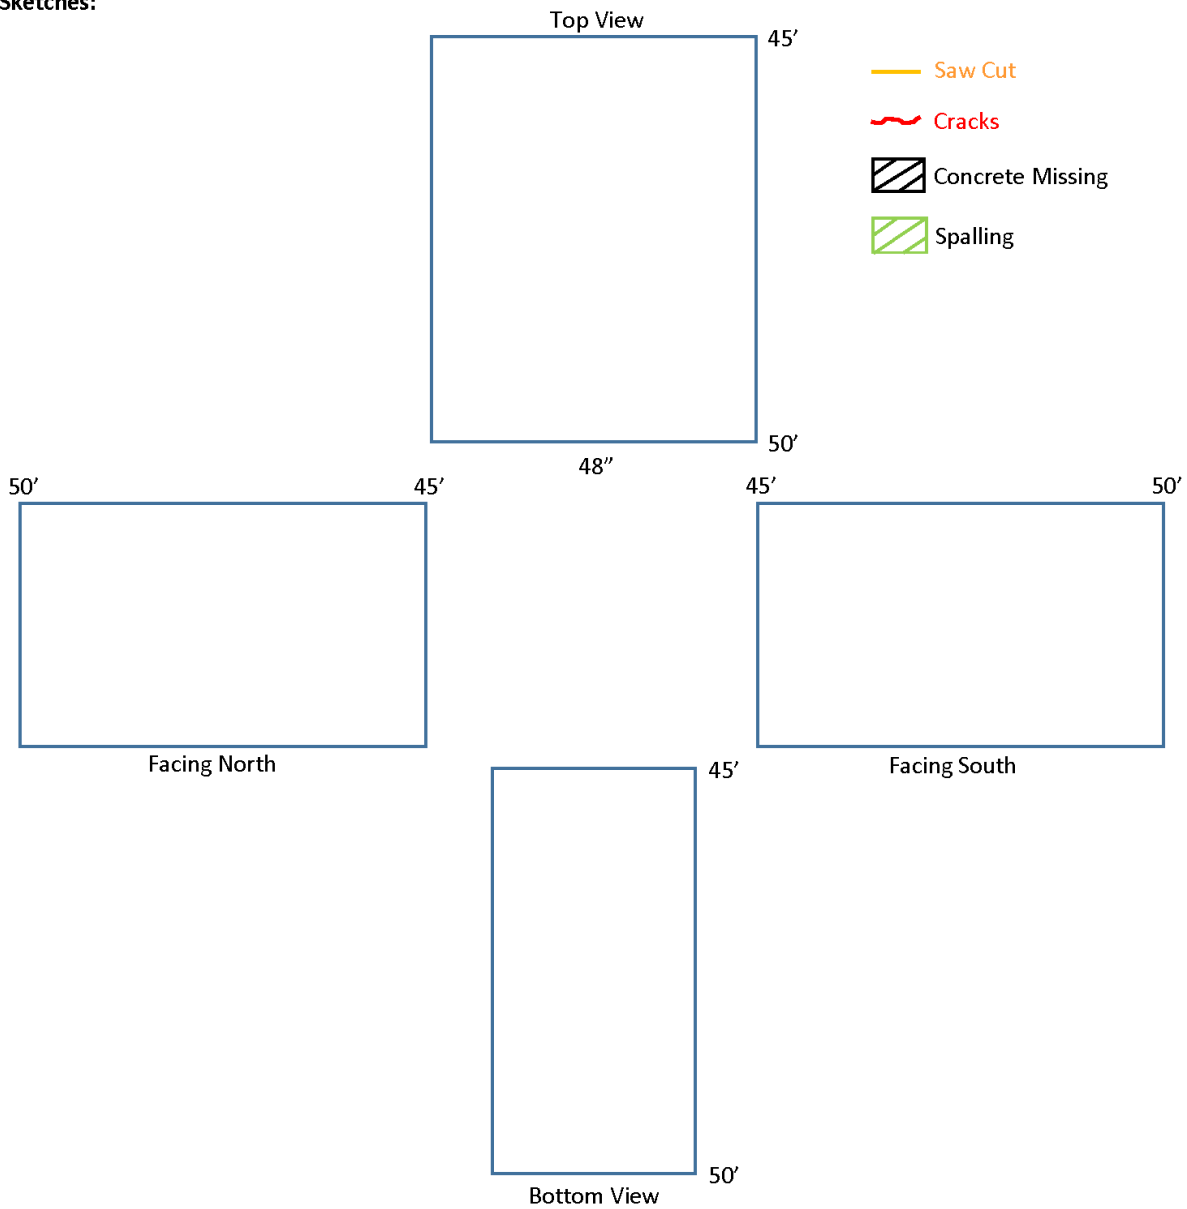 Sketches:
Top View
45’
Saw Cut
Cracks
Concrete Missing
Spalling
50’
48”
50’
45’
45’
50’
Facing North
Facing South
45’
50’
Bottom View